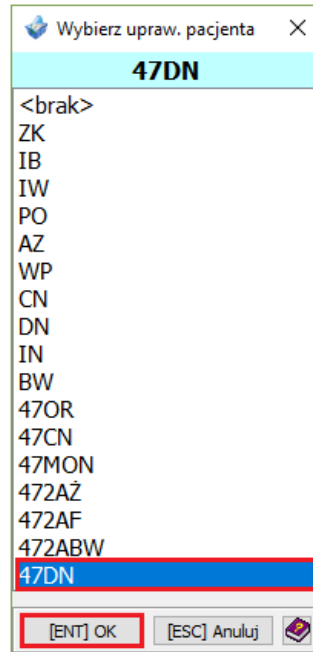 Wybierz upraw. pacjenta
47DN
<brak>
ZK
IB
IW
PO
AZ
WP
CN
DN
IN
BW
47OR
47CN
47MON
472AŻ
472AF
472ABW
47DN
[ENT] OK [ESC] Anuluj